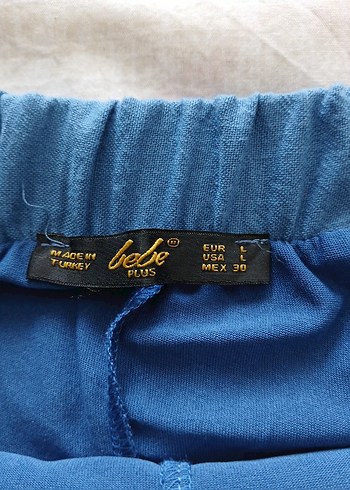 MADE IN
TURKEY
bebe
PLUS
EUR L
USA L
MEX 30